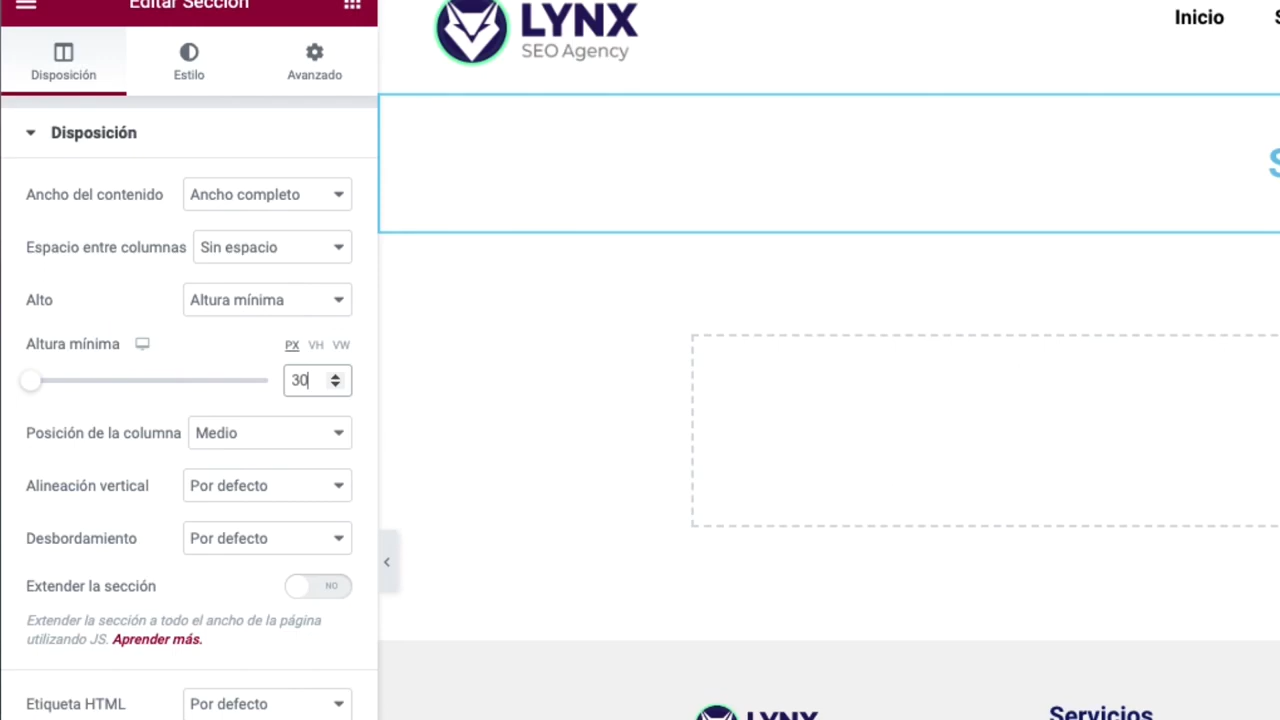 Editar Sección
Disposición
Estilo
Avanzado
Disposición
Ancho del contenido
Ancho completo
Espacio entre columnas
Sin espacio
Alto
Altura mínima
Altura mínima
PX
VH
VW
30
Posición de la columna
Medio
Alineación vertical
Por defecto
Desbordamiento
Por defecto
Extender la sección
NO
Extender la sección a todo el ancho de la página
utilizando JS. Aprender más.
Etiqueta HTML
Por defecto
LYNX
SEO Agency
Inicio
S
S
LYNX
Servicios